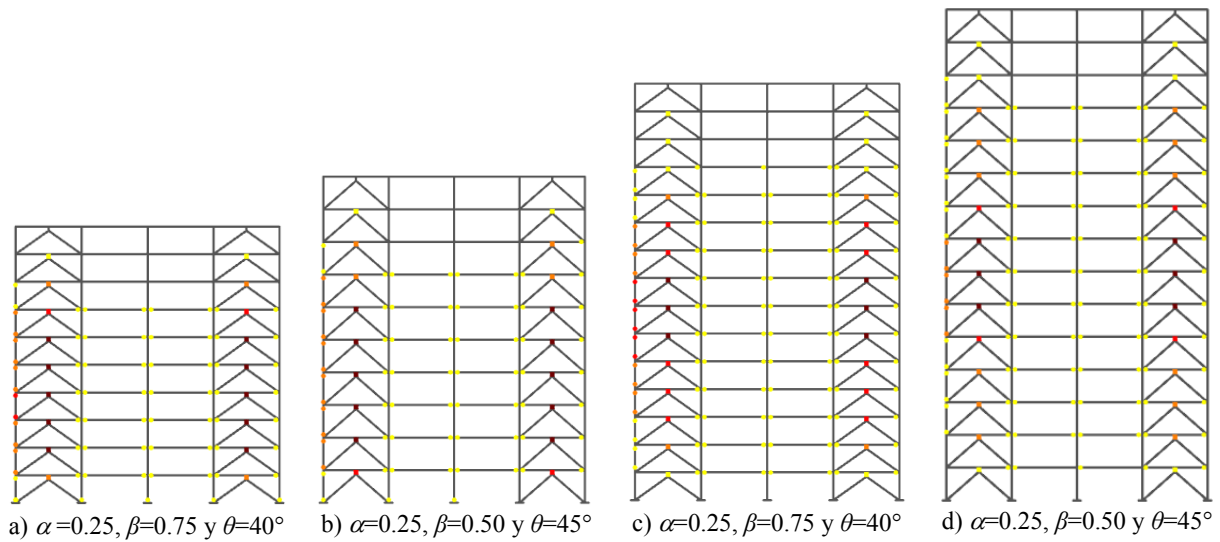 a) α =0.25, β=0.75 y θ=40°
b) α=0.25, β=0.50 y θ=45°
c) α=0.25, β=0.75 y θ=40°
d) α=0.25, β=0.50 y θ=45°